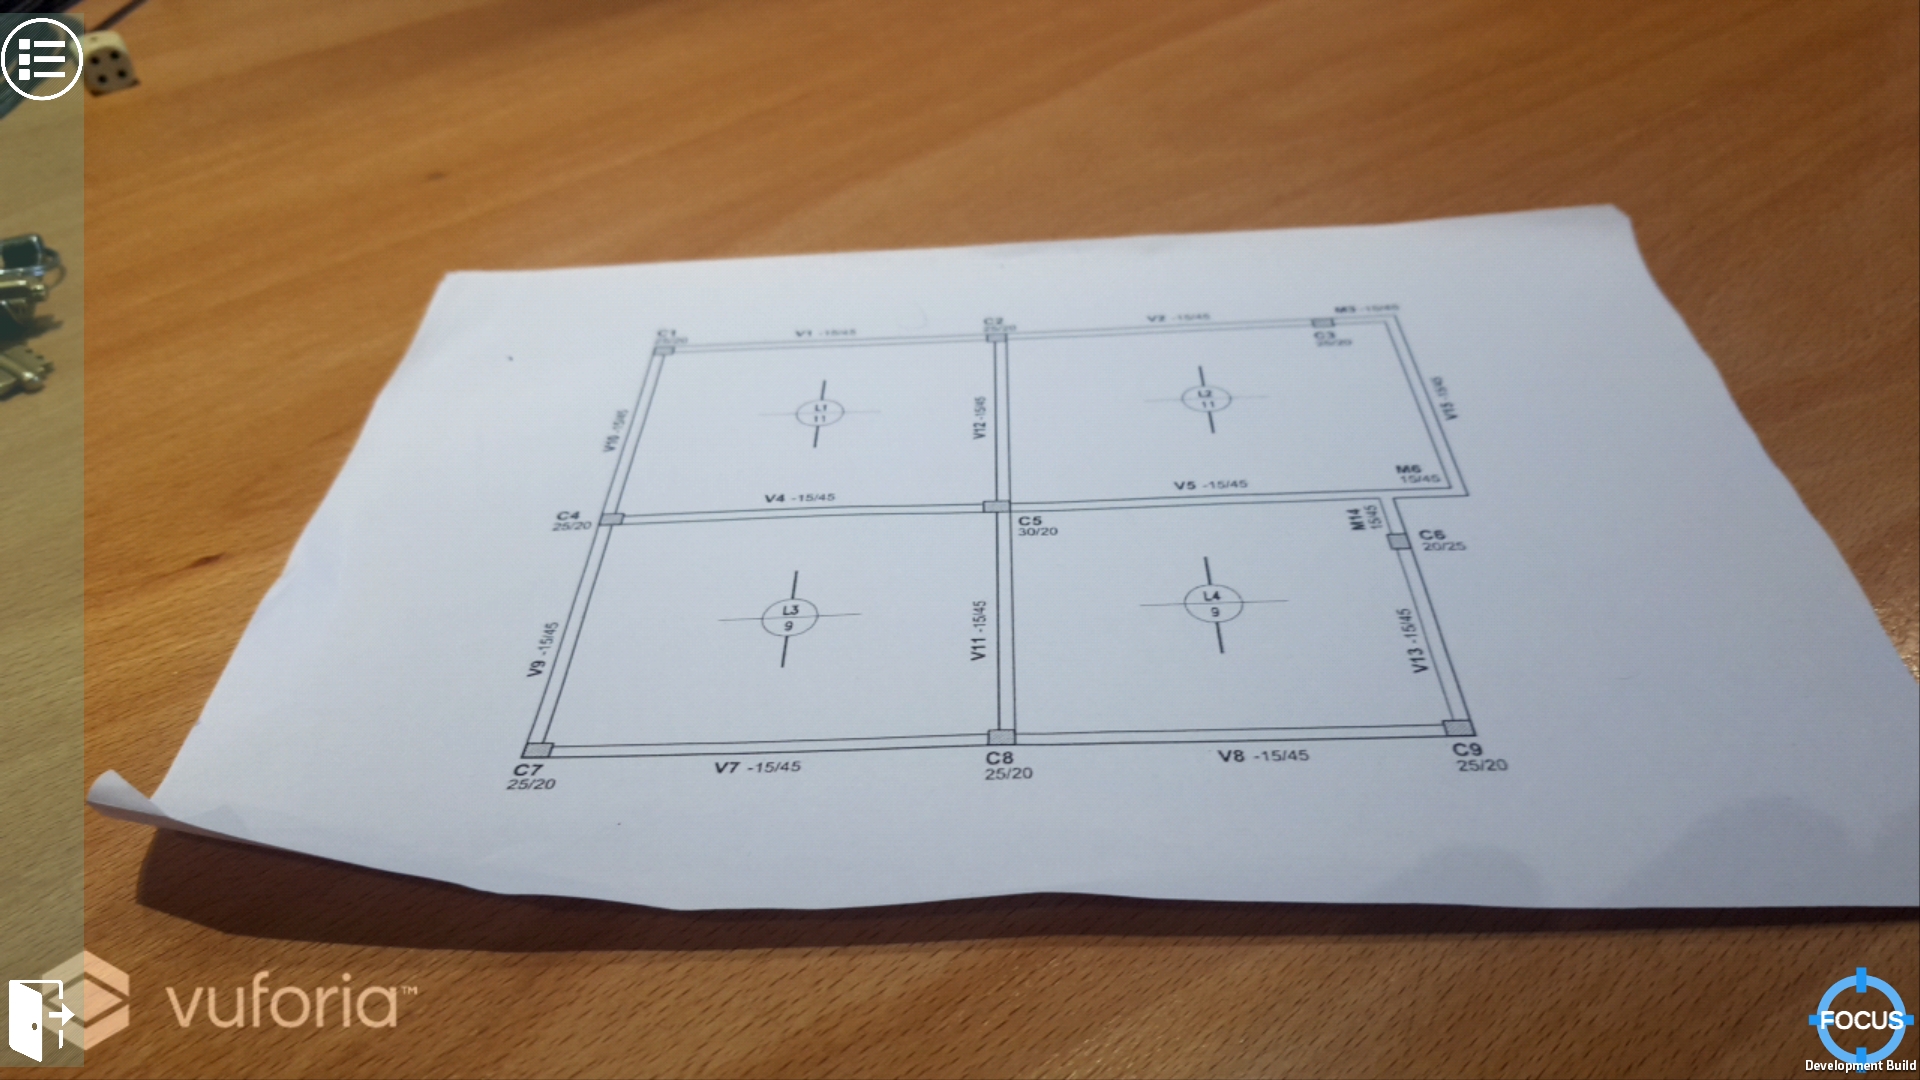 C1
25/20
V1 -15/45
C2
25/20
V2 -15/45
M3 -15/45
C3
25/20
V10 -15/45
L1
11
V12 -15/45
L2
11
V15 -15/45
M6
15/45
V4 -15/45
V5 -15/45
C4
25/20
C5
30/20
M14
15/45
C6
20/25
V9 -15/45
L3
9
V11 -15/45
L4
9
V13 -15/45
C7
25/20
V7 -15/45
C8
25/20
V8 -15/45
C9
25/20
vuforia™
FOCUS
Development Build